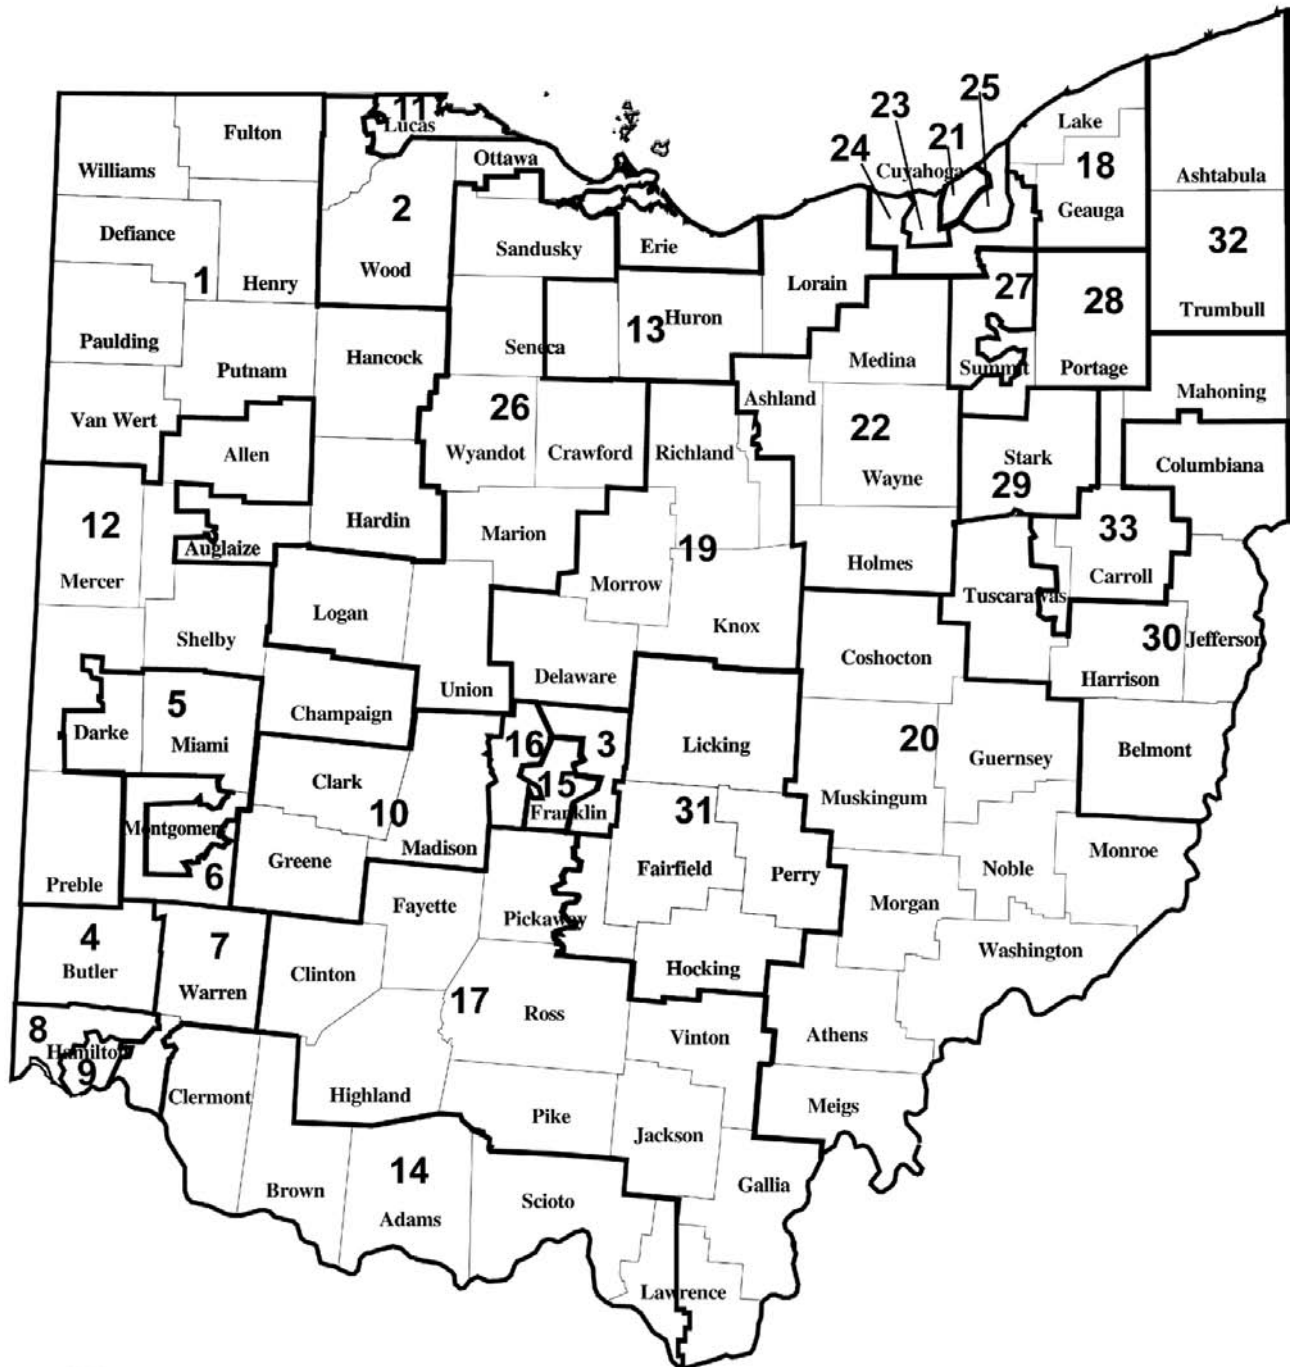 25
23
11
21
Lake
Fulton
Lucas
24
Cuyahoga
Williams
Ottawa
18
Ashtabula
2
Geauga
Defiance
Sandusky
Erie
32
Wood
1
Henry
Lorain
27
28
Trumbull
Paulding
13
Huron
Hancock
Seneca
Medina
Summit
Portage
Putnam
Mahoning
Ashland
Van Wert
26
22
Allen
Wyandot
Crawford
Richland
Stark
Columbiana
Wayne
29
12
Hardin
Marion
33
Auglaize
19
Mercer
Morrow
Holmes
Carroll
Logan
Tuscarawas
Shelby
Knox
30
Jefferson
Coshocton
Delaware
Harrison
Union
5
Champaign
Darke
Miami
16
3
Licking
20
Belmont
Guernsey
Clark
15
Muskingum
10
Franklin
31
Montgomery
Madison
Greene
Monroe
Fairfield
Noble
6
Perry
Preble
Morgan
Fayette
Pickaway
4
7
Washington
Butler
Clinton
Hocking
Warren
17
8
Ross
Vinton
Athens
Hamilton
9
Clermont
Highland
Meigs
Pike
Jackson
14
Gallia
Brown
Scioto
Adams
Lawrence